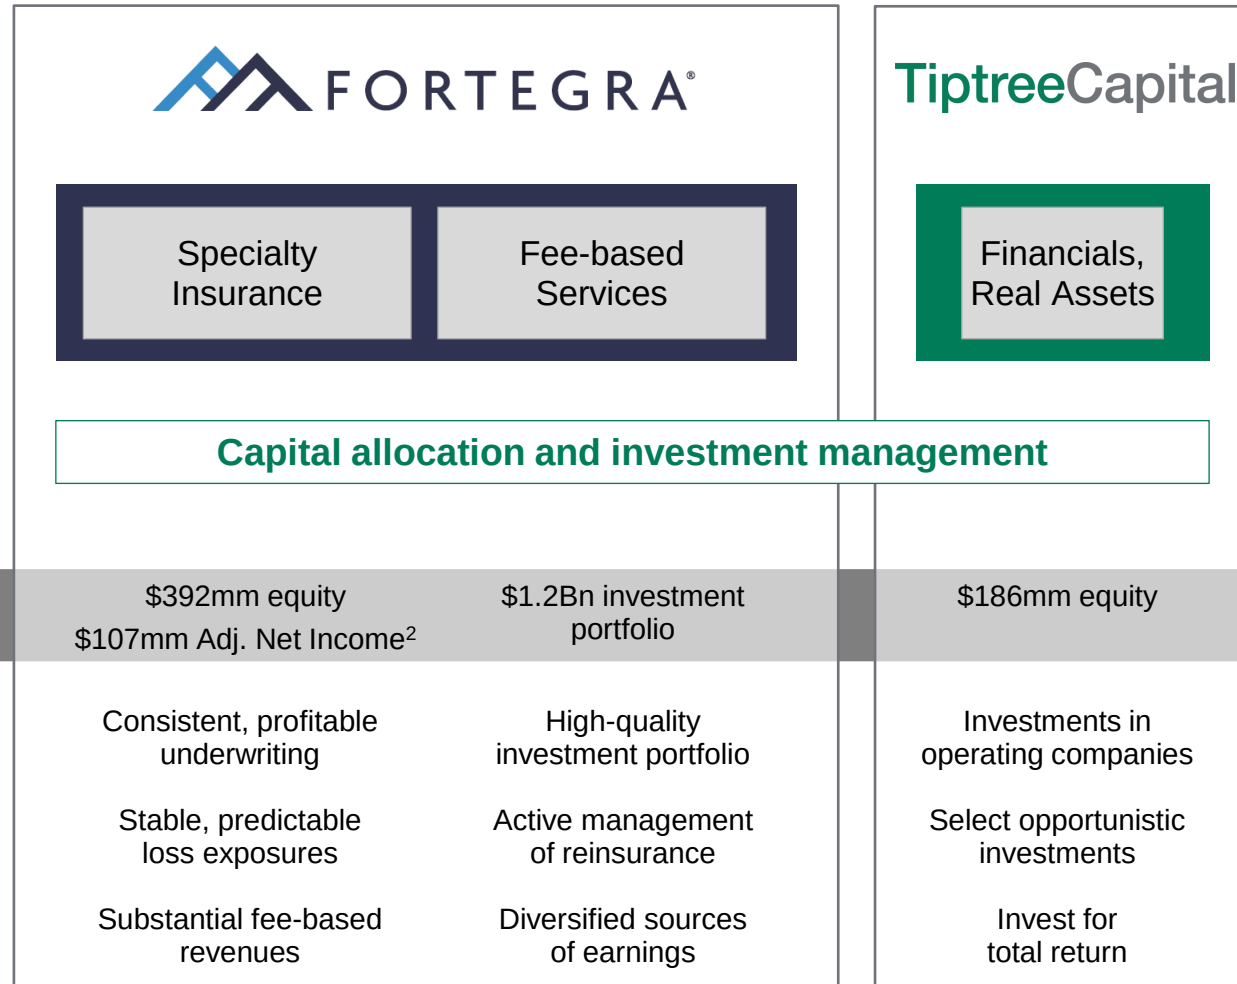 FORTEGRA®
TiptreeCapital
Specialty
Insurance
Fee-based
Services
Financials,
Real Assets
Capital allocation and investment management
$392mm equity
$107mm Adj. Net Income2
$1.2Bn investment
portfolio
$186mm equity
Consistent, profitable
underwriting
High-quality
investment portfolio
Investments in
operating companies
Stable, predictable
loss exposures
Active management
of reinsurance
Select opportunistic
investments
Substantial fee-based
revenues
Diversified sources
of earnings
Invest for
total return